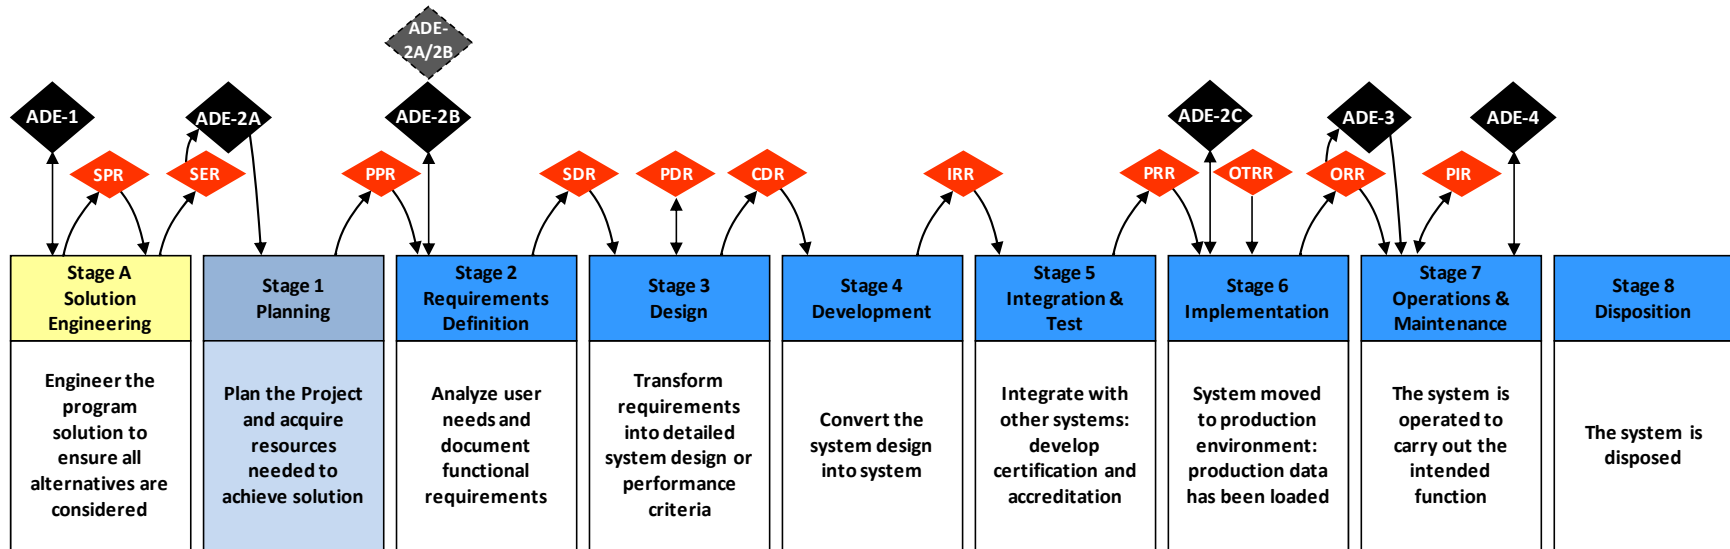 ADE-
2A/2B
ADE-1
ADE-2A
ADE-2B
ADE-2C
ADE-3
ADE-4
SPR
SER
PPR
SDR
PDR
CDR
IRR
PRR
OTRR
ORR
PIR
Stage A
Solution
Engineering
Engineer the
program
solution to
ensure all
alternatives are
considered
Stage 1
Planning
Plan the Project
and acquire
resources
needed to
achieve solution
Stage 2
Requirements
Definition
Analyze user
needs and
document
functional
requirements
Stage 3
Design
Transform
requirements
into detailed
system design or
performance
criteria
Stage 4
Development
Convert the
system design
into system
Stage 5
Integration &
Test
Integrate with
other systems:
develop
certification and
accreditation
Stage 6
Implementation
System moved
to production
environment:
production data
has been loaded
Stage 7
Operations &
Maintenance
The system is
operated to
carry out the
intended
function
Stage 8
Disposition
The system is
disposed